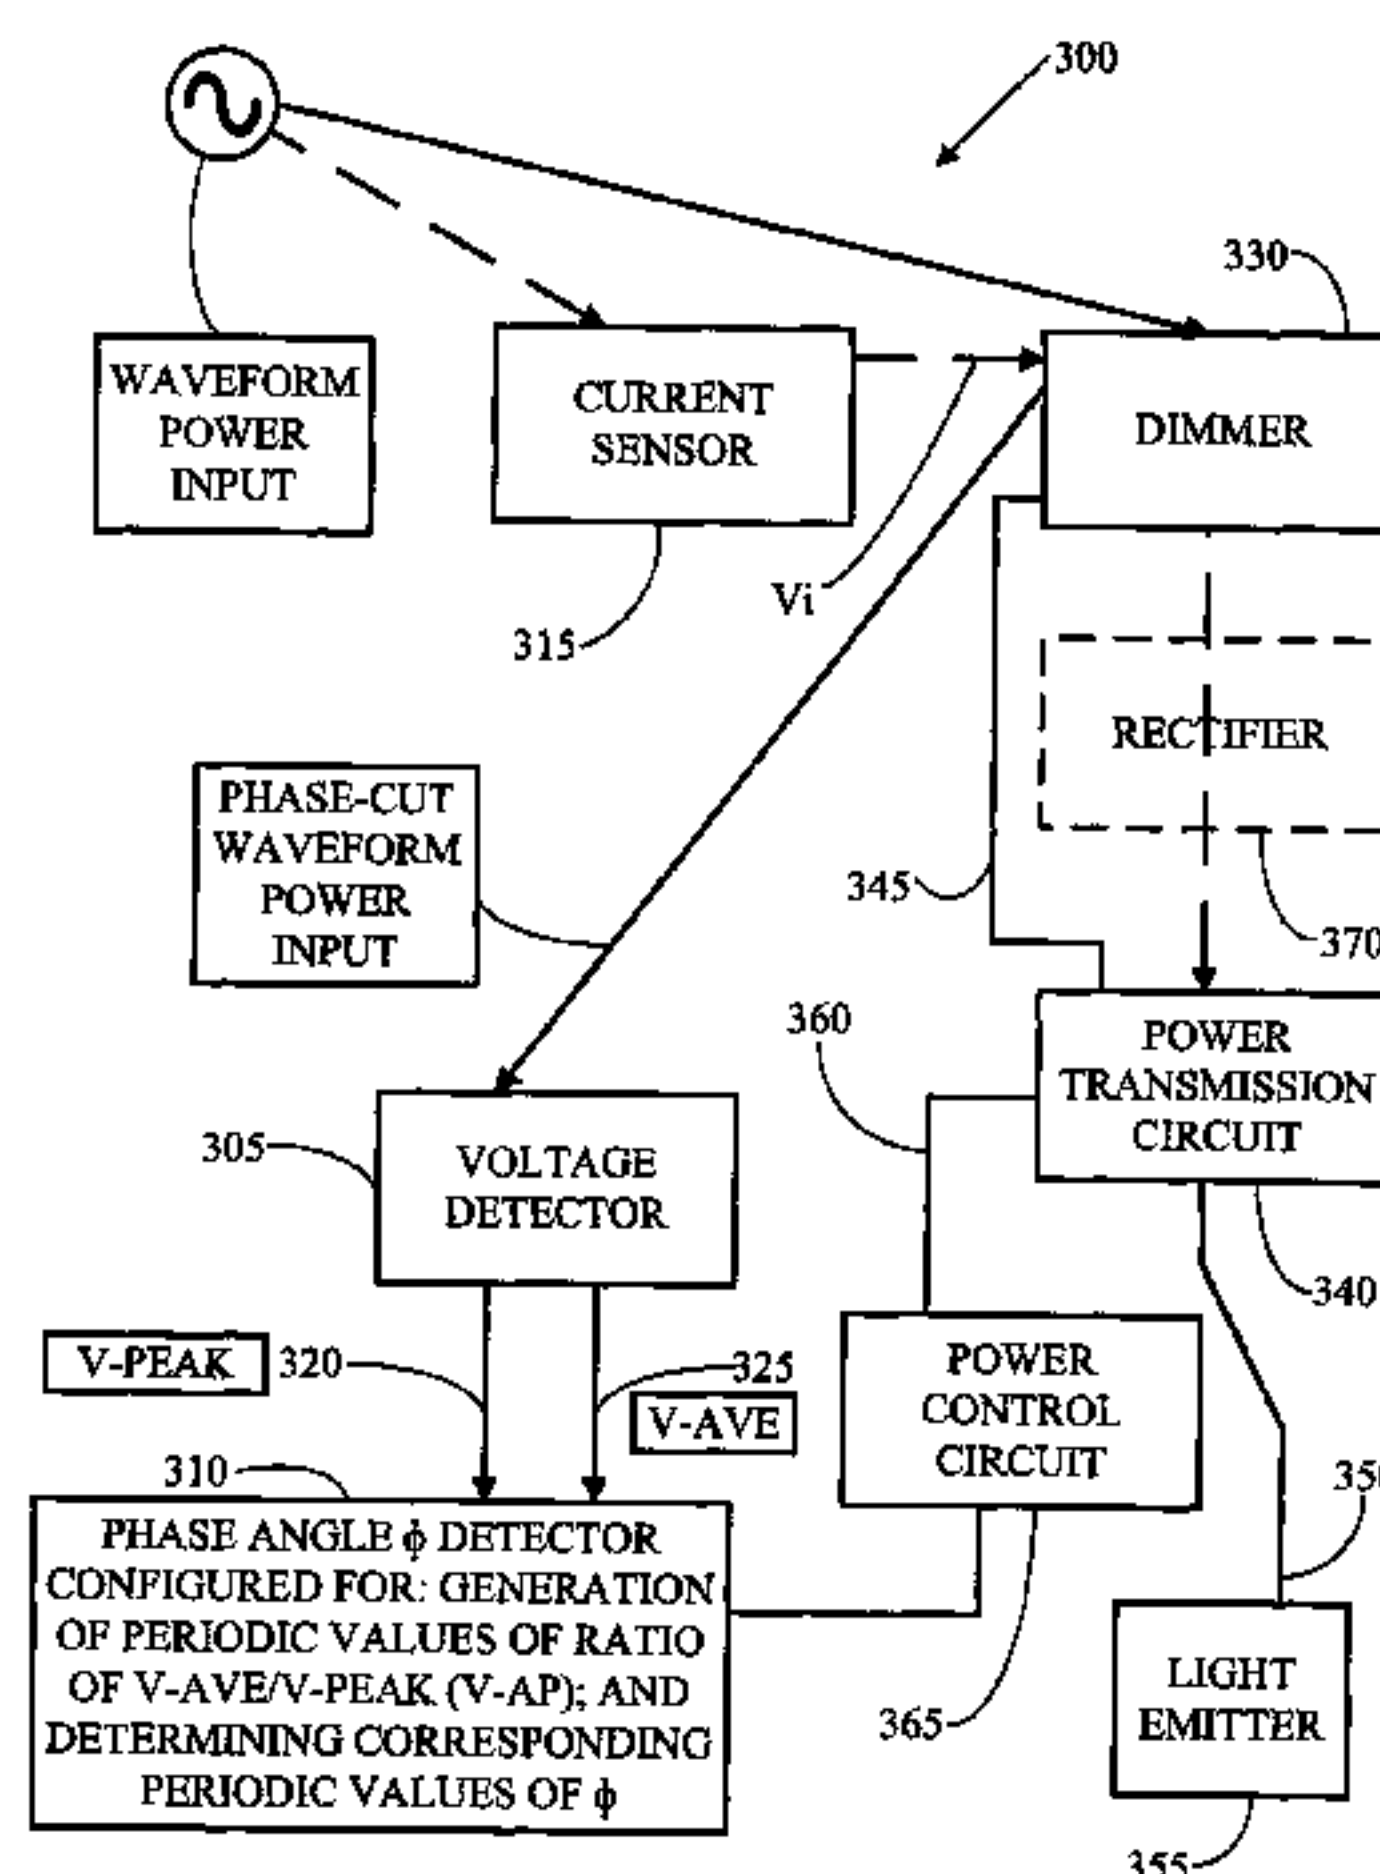 300
330
WAVEFORM
POWER
INPUT
CURRENT
SENSOR
DIMMER
Vi
315
RECTIFIER
PHASE-CUT
WAVEFORM
POWER
INPUT
345
370
360
POWER
TRANSMISSION
CIRCUIT
305
VOLTAGE
DETECTOR
340
V-PEAK
320
325
V-AVE
POWER
CONTROL
CIRCUIT
310
PHASE ANGLE ϕ DETECTOR
CONFIGURED FOR: GENERATION
OF PERIODIC VALUES OF RATIO
OF V-AVE/V-PEAK (V-AP); AND
DETERMINING CORRESPONDING
PERIODIC VALUES OF ϕ
350
365
LIGHT
EMITTER
355